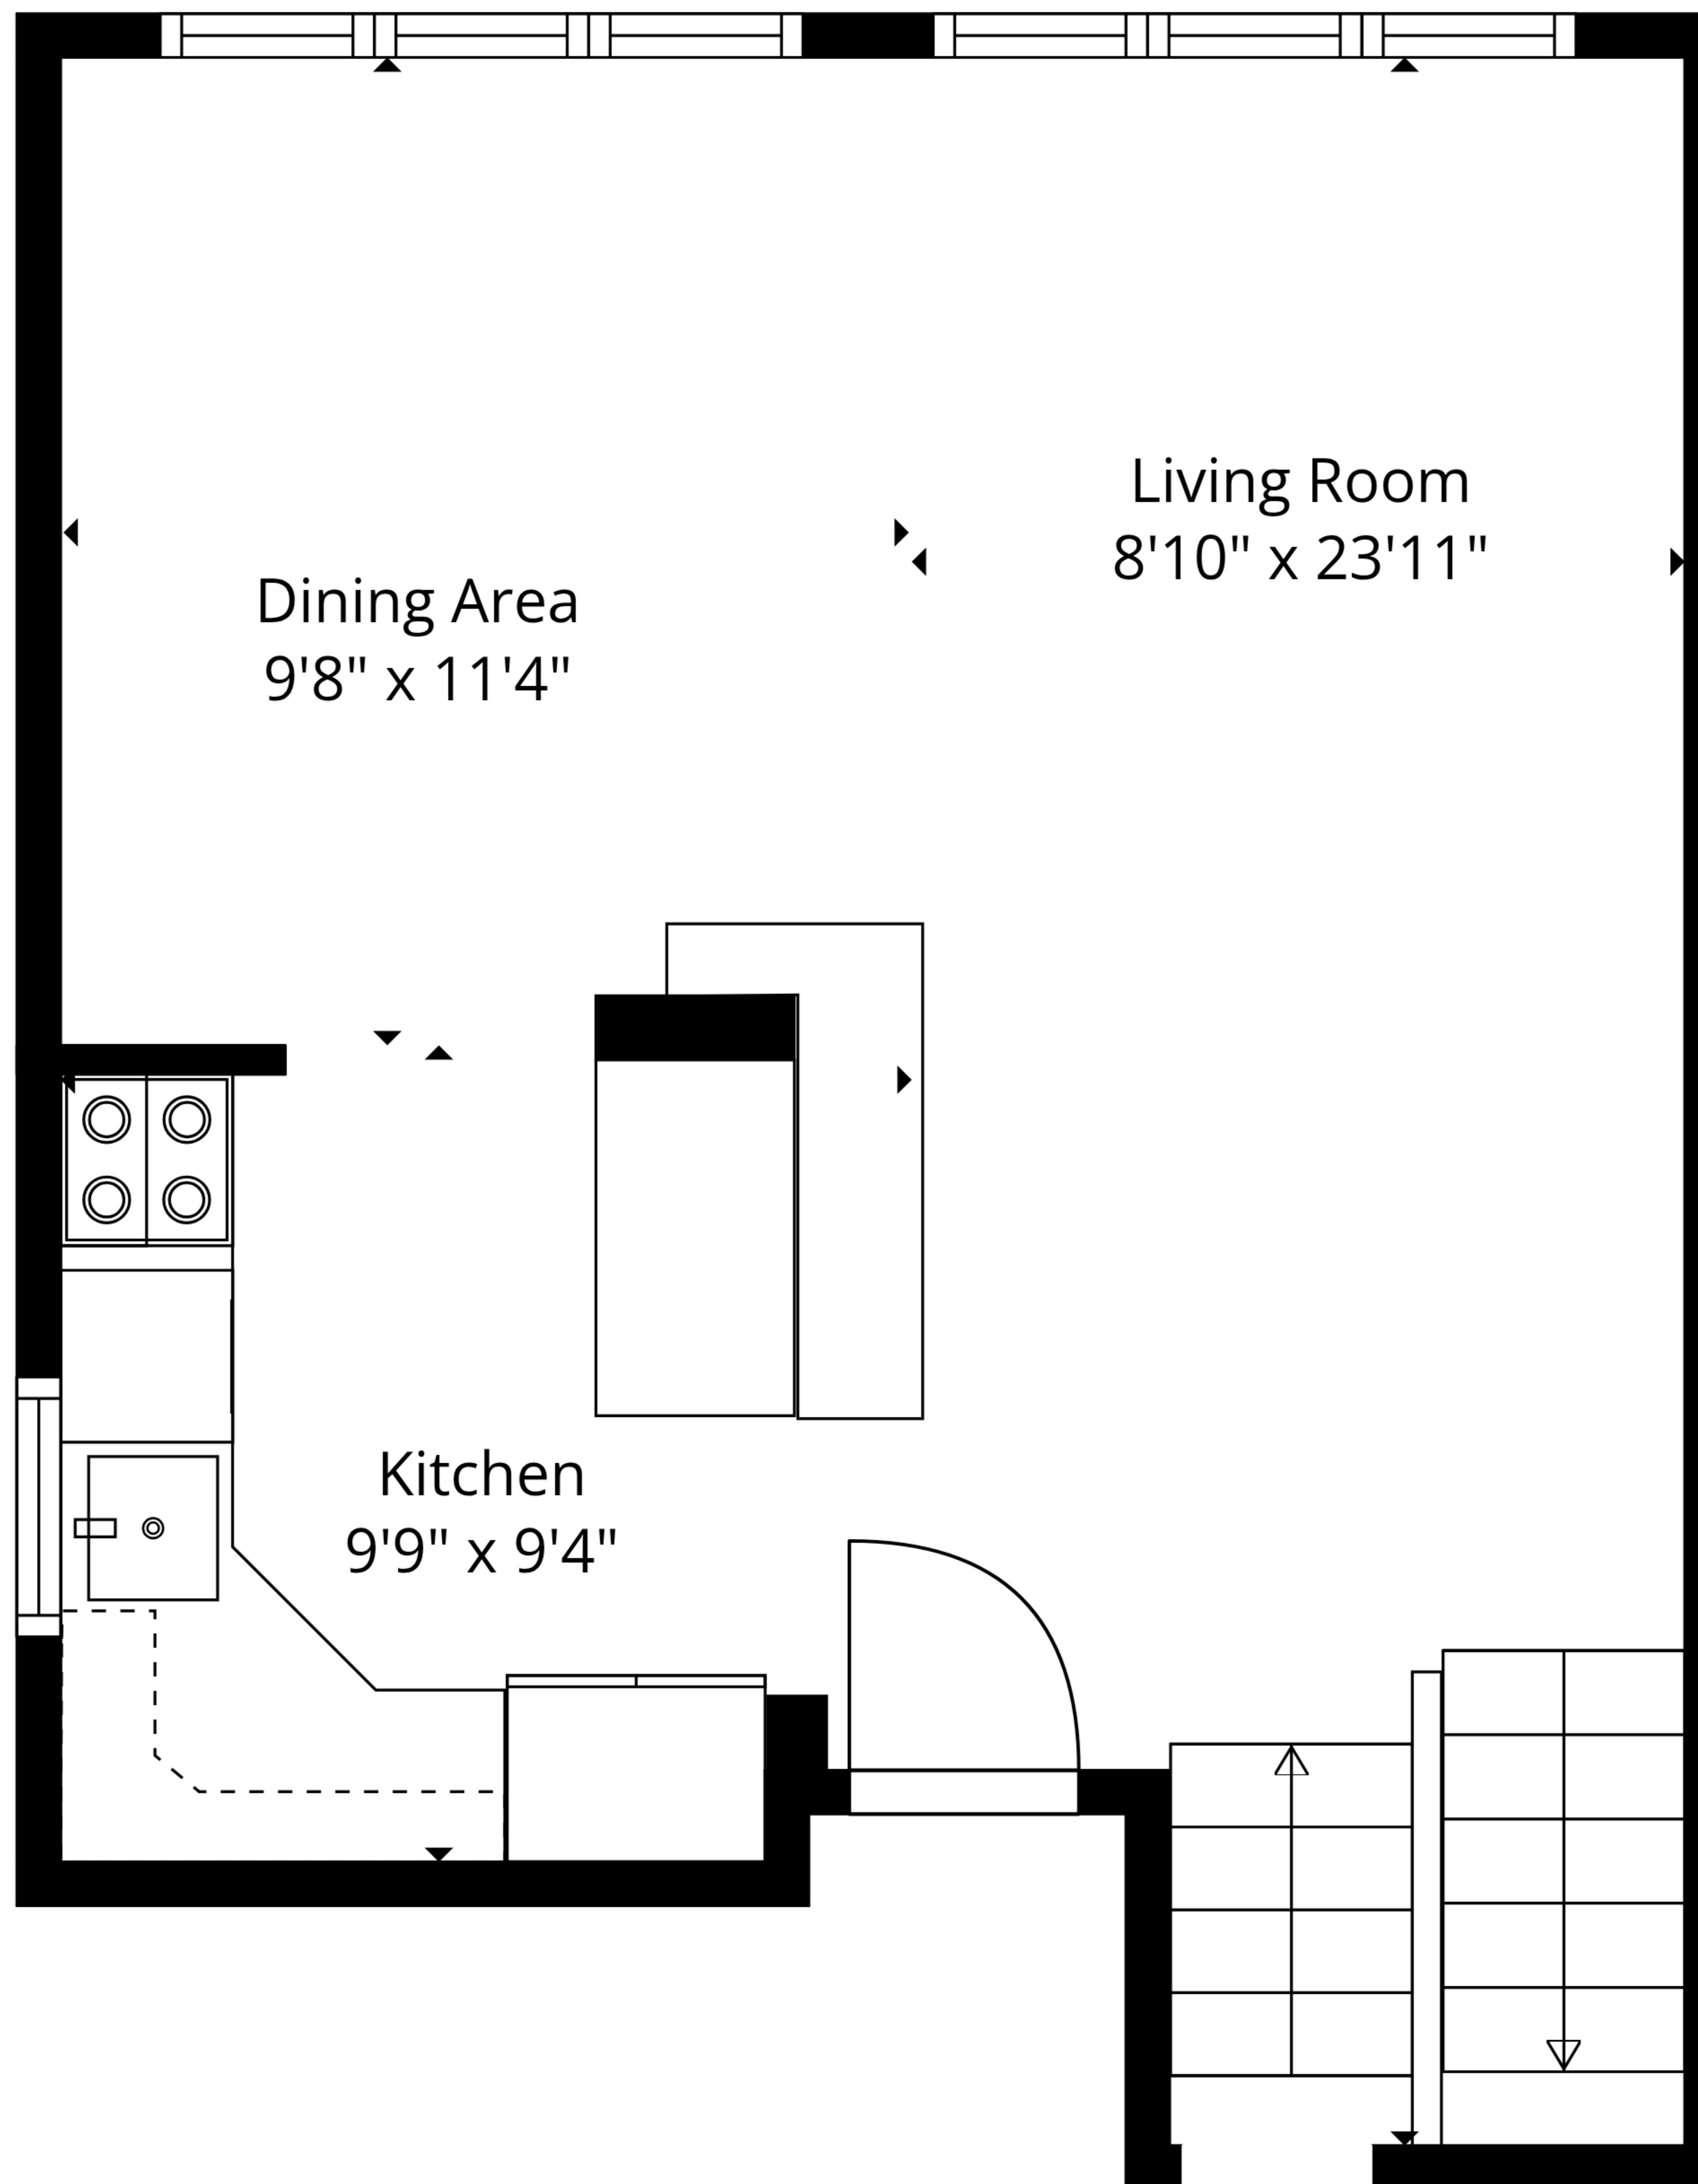 Living Room
8'10" x 23'11"
Dining Area
9'8" x 11'4"
Kitchen
9'9" x 9'4"